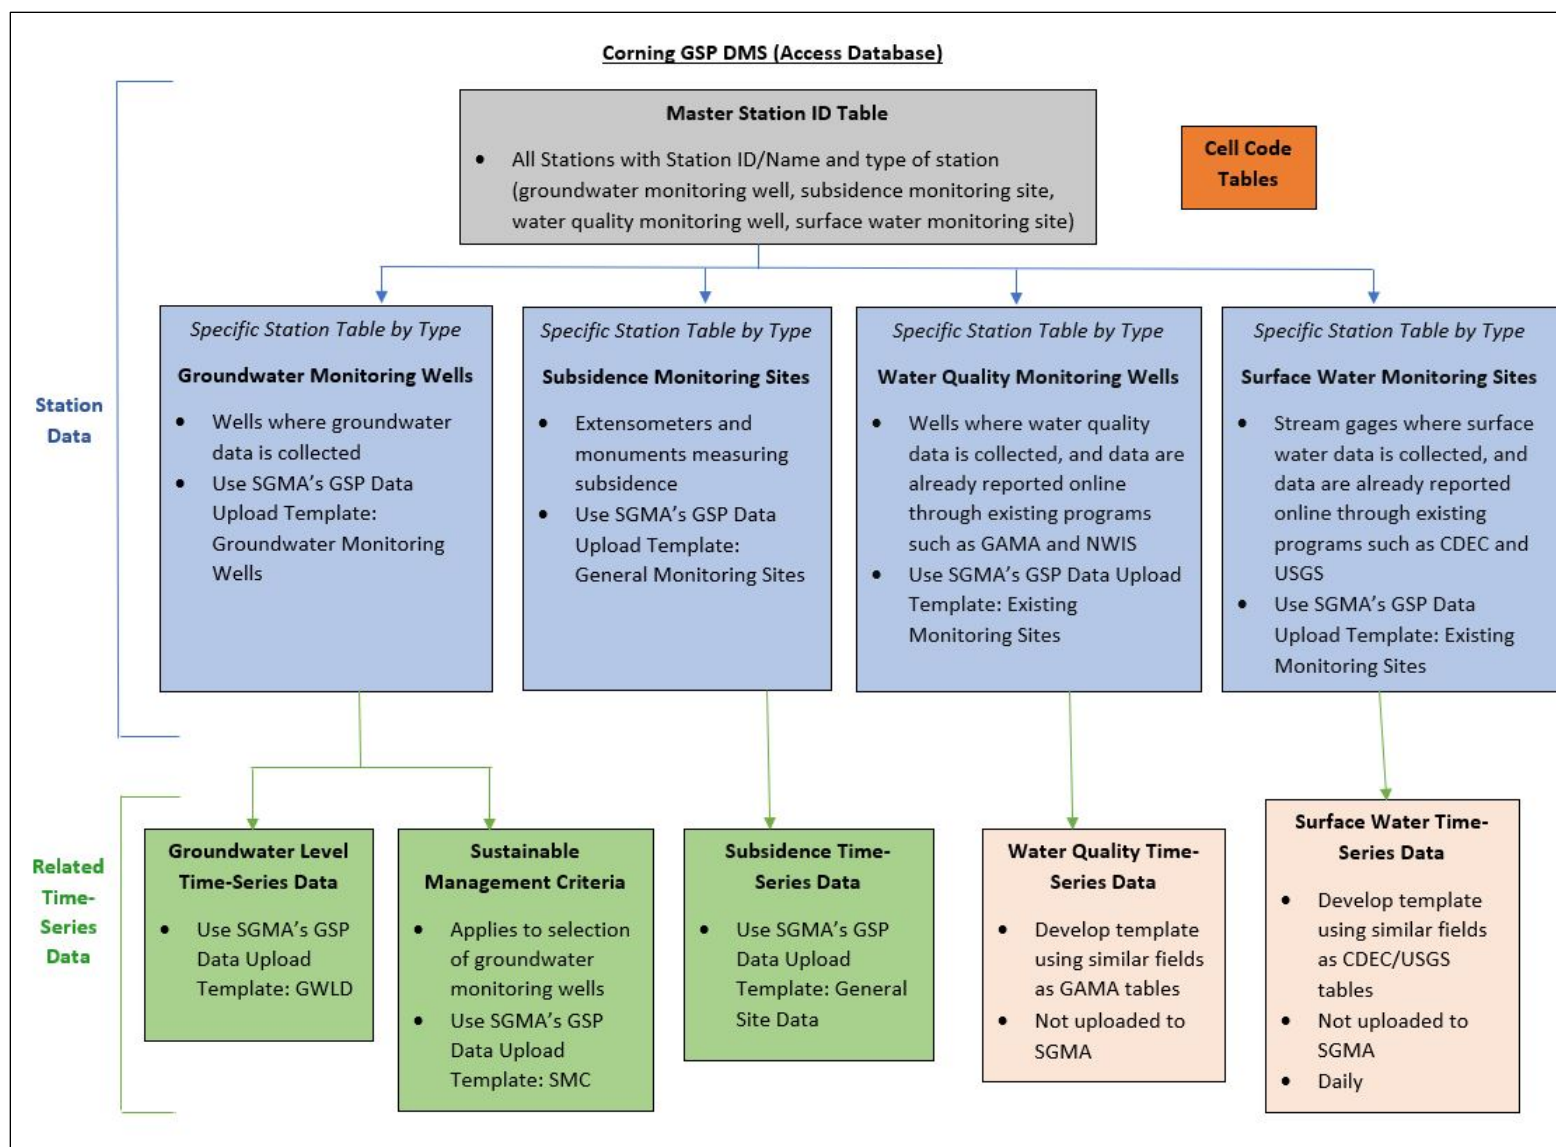 Corning GSP DMS (Access Database)
Master Station ID Table
• All Stations with Station ID/Name and type of station
(groundwater monitoring well, subsidence monitoring site,
water quality monitoring well, surface water monitoring site)
Cell Code
Tables
Station
Data
Specific Station Table by Type
Groundwater Monitoring Wells
• Wells where groundwater
data is collected
• Use SGMA’s GSP Data
Upload Template:
Groundwater Monitoring
Wells
Specific Station Table by Type
Subsidence Monitoring Sites
• Extensometers and
monuments measuring
subsidence
• Use SGMA’s GSP Data
Upload Template:
General Monitoring Sites
Specific Station Table by Type
Water Quality Monitoring Wells
• Wells where water quality
data is collected, and data are
already reported online
through existing programs
such as GAMA and NWIS
• Use SGMA’s GSP Data Upload
Template: Existing
Monitoring Sites
Specific Station Table by Type
Surface Water Monitoring Sites
• Stream gages where surface
water data is collected, and
data are already reported
online through existing
programs such as CDEC and
USGS
• Use SGMA’s GSP Data
Upload Template: Existing
Monitoring Sites
Related
Time-
Series
Data
Groundwater Level
Time-Series Data
• Use SGMA’s GSP
Data Upload
Template: GWLD
Sustainable
Management Criteria
• Applies to selection
of groundwater
monitoring wells
• Use SGMA’s GSP
Data Upload
Template: SMC
Subsidence Time-
Series Data
• Use SGMA’s GSP
Data Upload
Template: General
Site Data
Water Quality Time-
Series Data
• Develop template
using similar fields
as GAMA tables
• Not uploaded to
SGMA
Surface Water Time-
Series Data
• Develop template
using similar fields
as CDEC/USGS
tables
• Not uploaded to
SGMA
• Daily